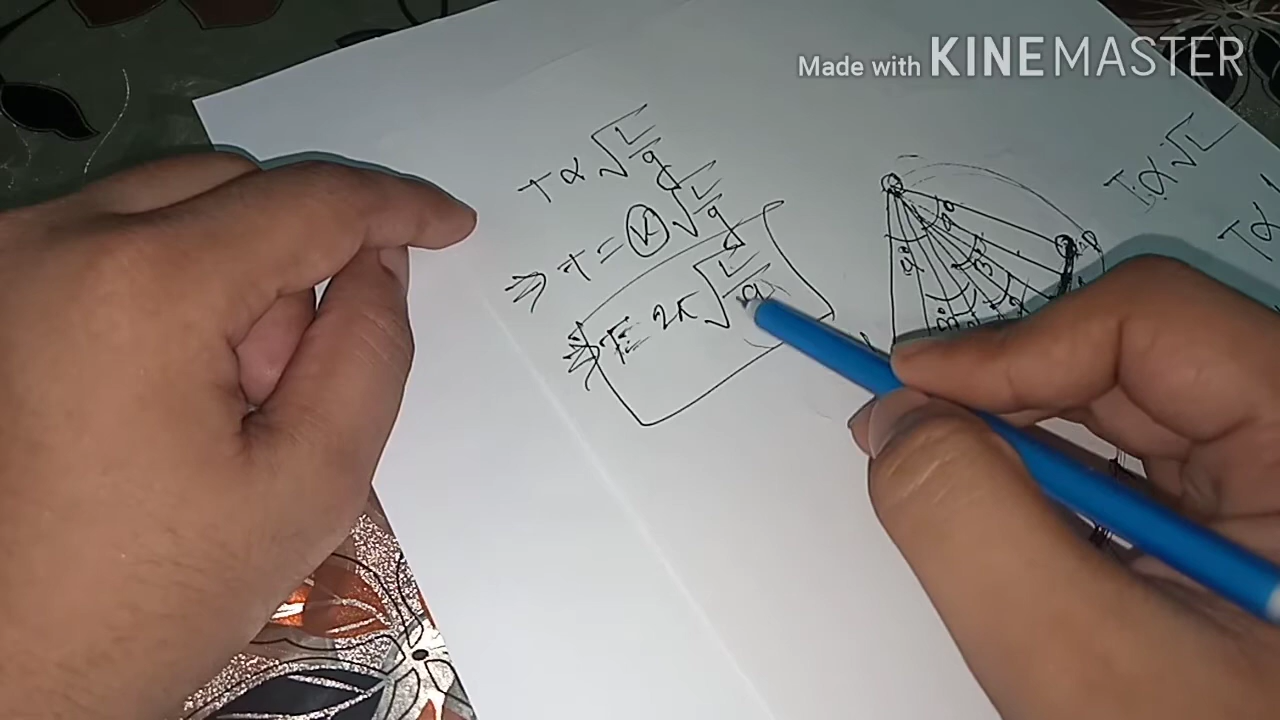 Made with KINEMASTER
T α √L/g
⇒ T = Ⓚ √L/g
⇒ T = 2π √L/g
T α √L
T α